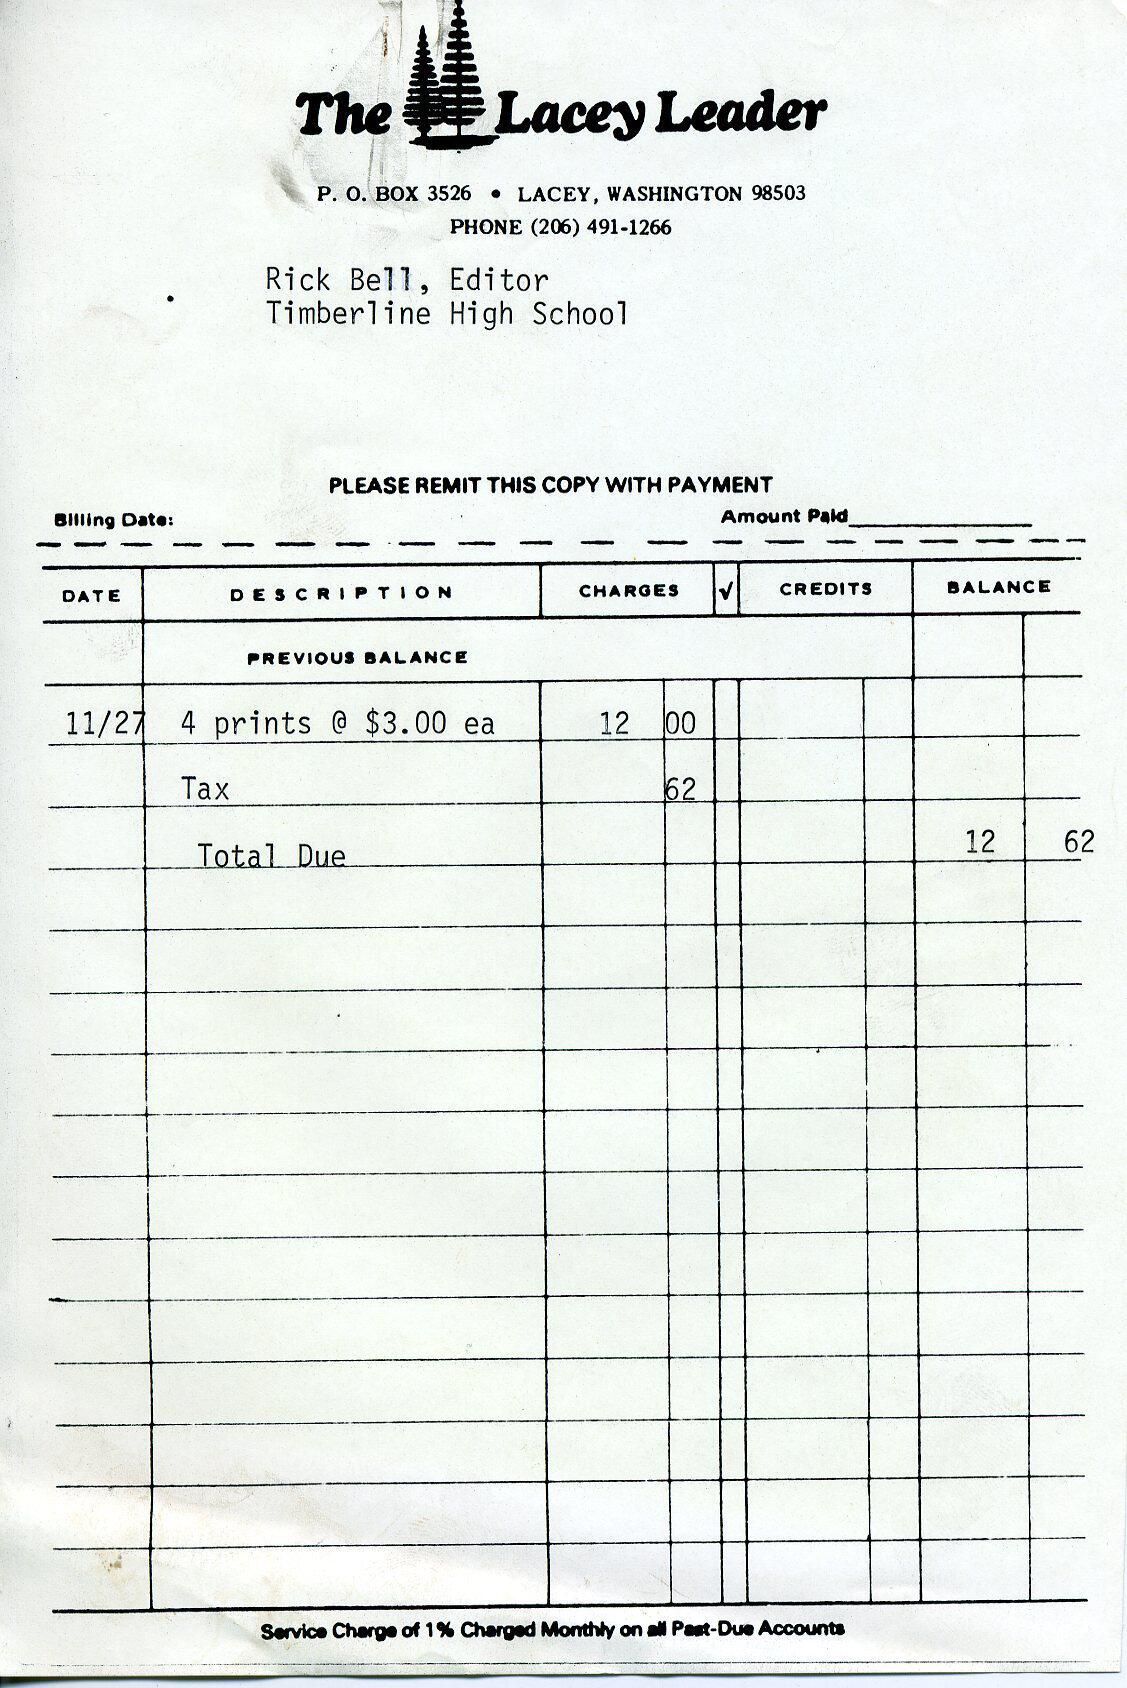 The Lacey Leader
P. O. BOX 3526 • LACEY, WASHINGTON 98503
PHONE (206) 491-1266
Rick Bell, Editor
Timberline High School
PLEASE REMIT THIS COPY WITH PAYMENT
Billing Date: Amount Paid
DATE DESCRIPTION CHARGES √ CREDITS BALANCE
PREVIOUS BALANCE
11/27 4 prints @ $3.00 ea 12 00
Tax 62
Total Due 12 62
Service Charge of 1% Charged Monthly on all Past-Due Accounts